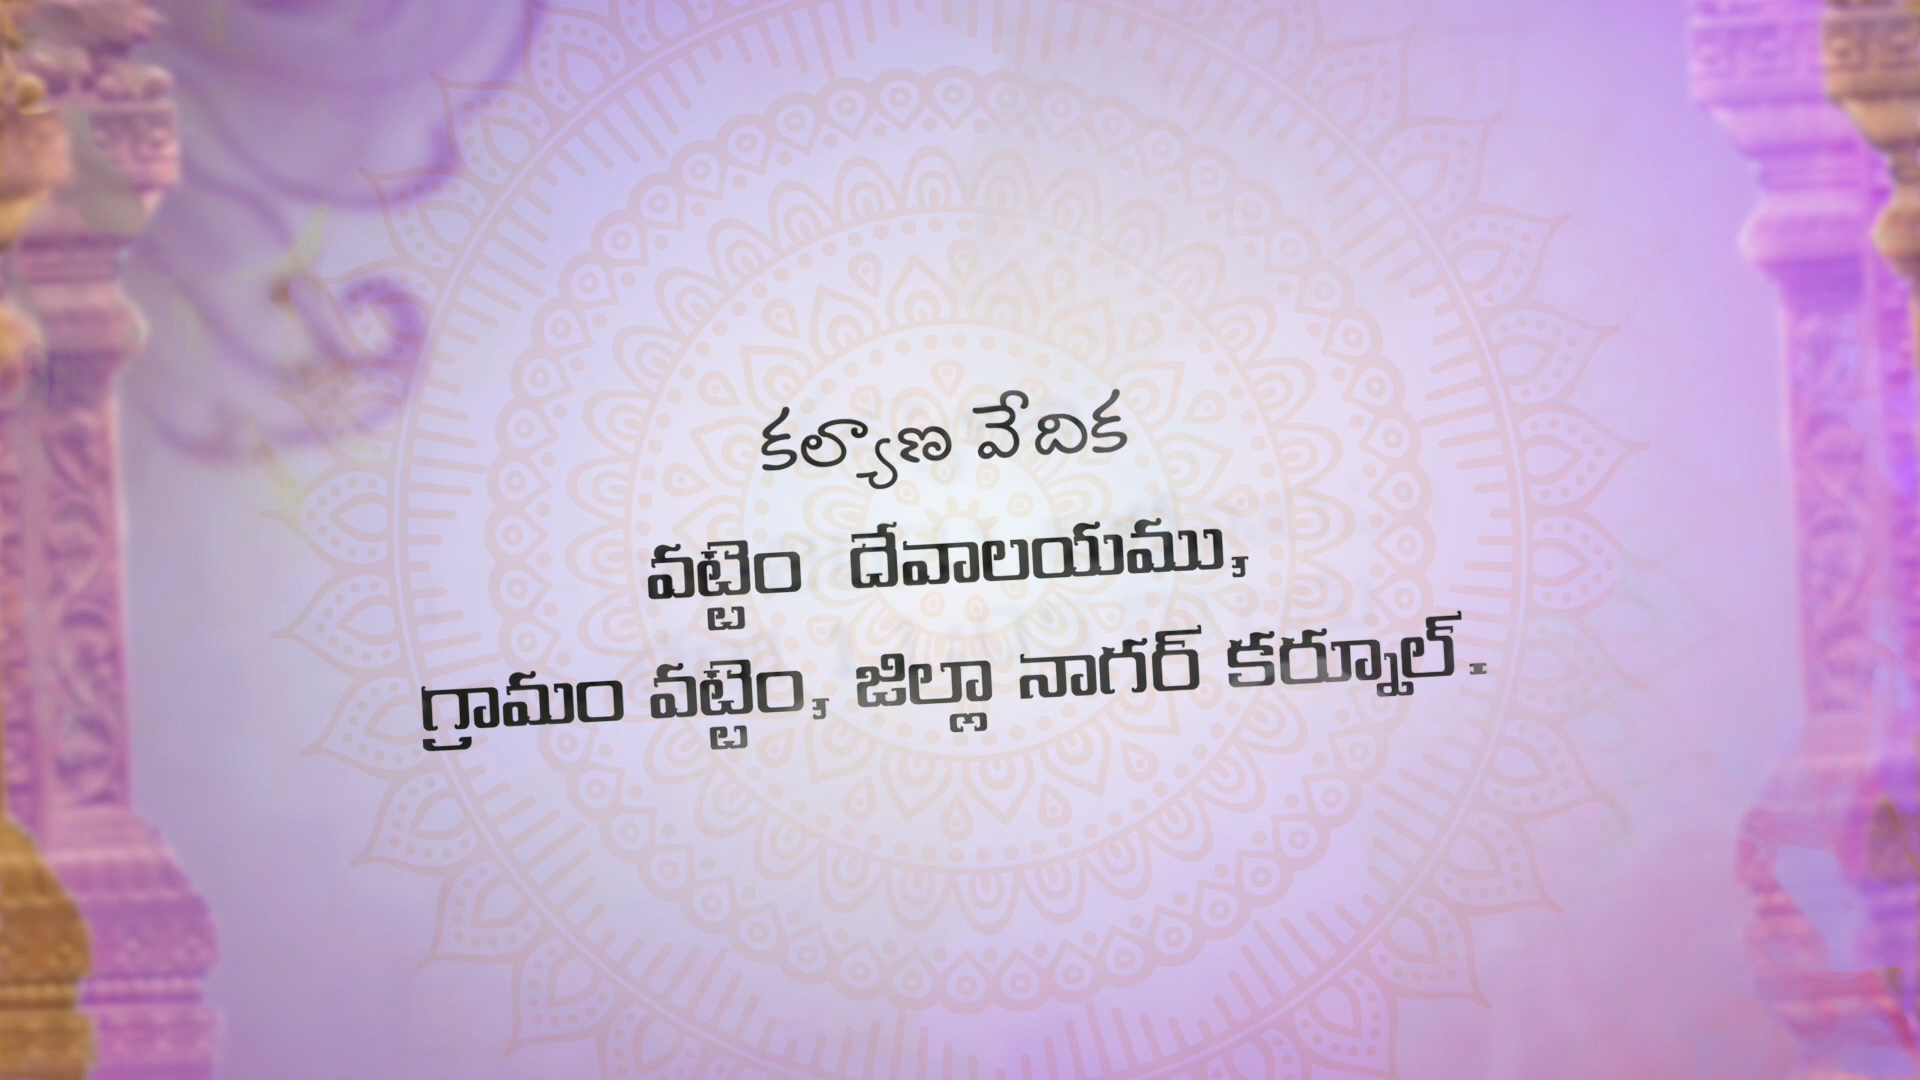 కల్యాణ వేదిక
వట్టెం దేవాలయము,
గ్రామం వట్టెం, జిల్లా నాగర్ కర్నూల్.